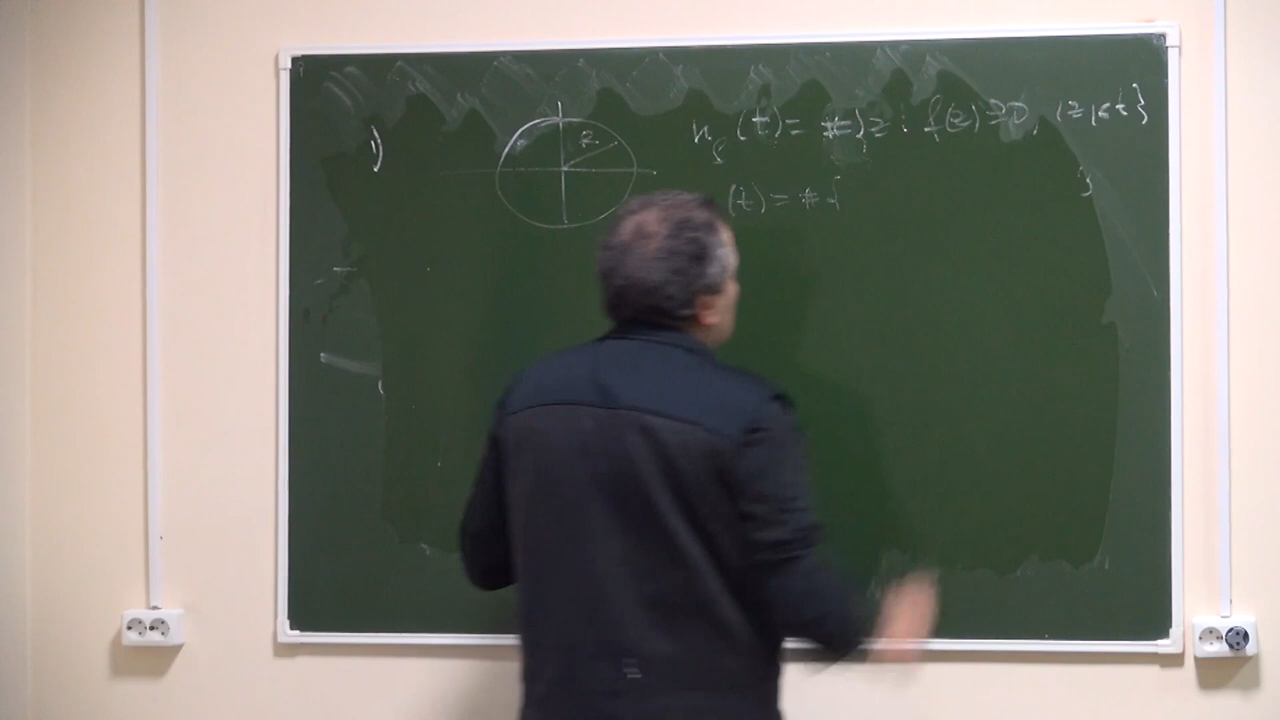 1)
R
n_f(t) = #{z : f(z)=0, |z|≤t}
(t) = #{
}